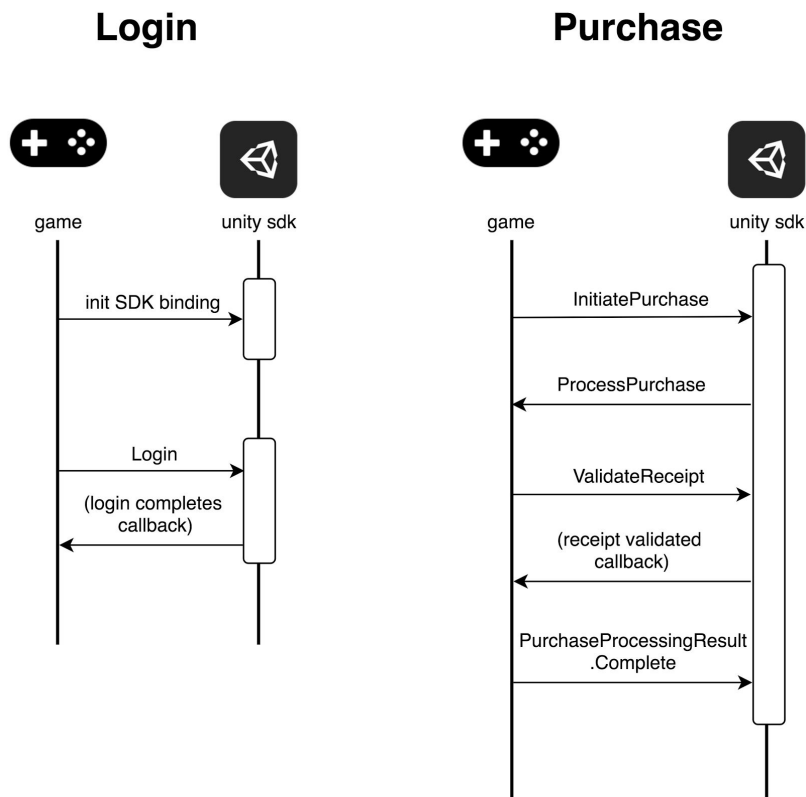 Login
game
unity sdk
init SDK binding
Login
(login completes
callback)
Purchase
game
unity sdk
InitiatePurchase
ProcessPurchase
ValidateReceipt
(receipt validated
callback)
PurchaseProcessingResult
.Complete